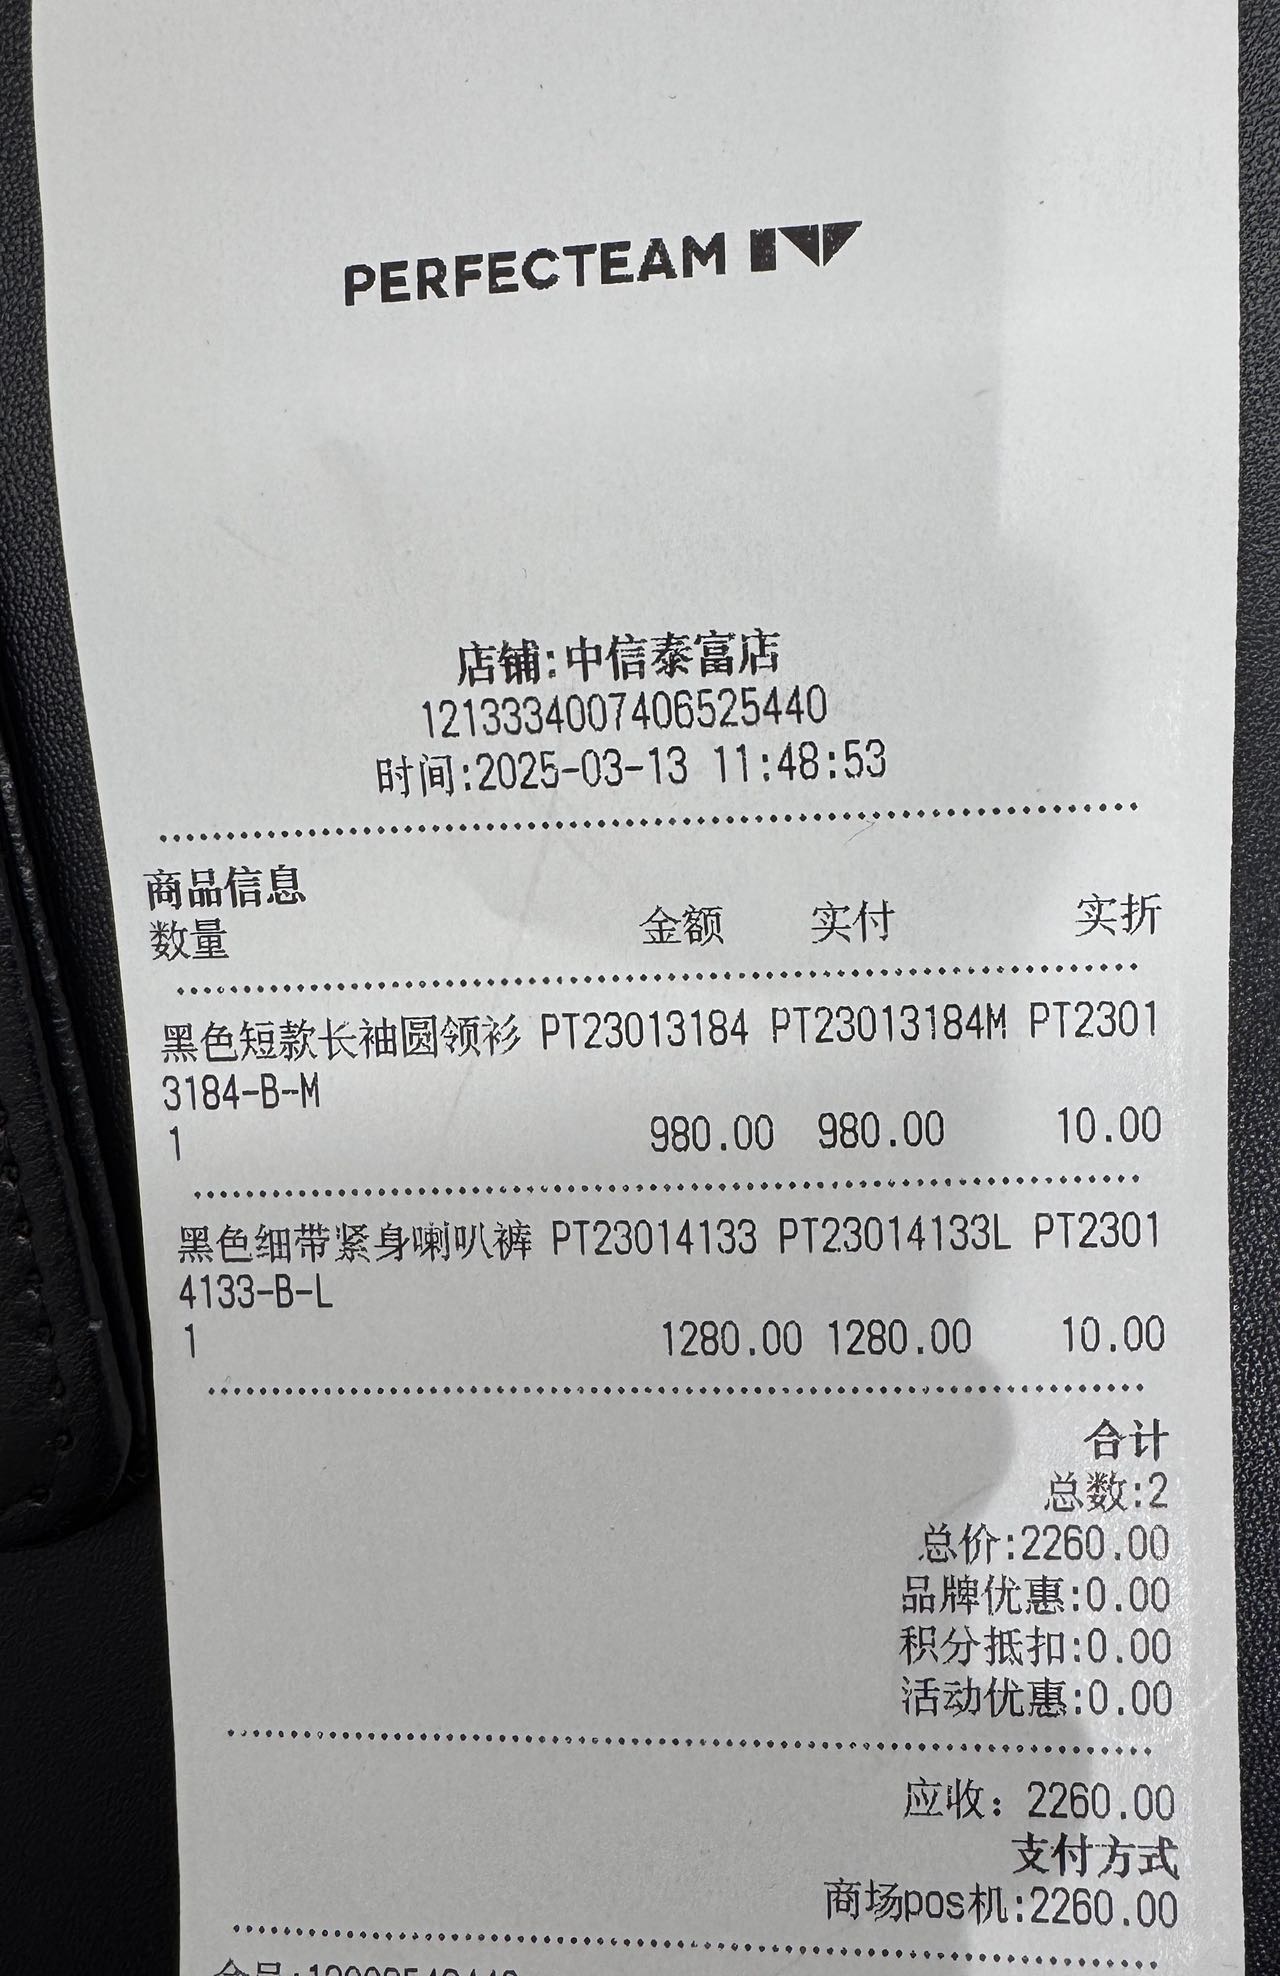 PERFECTEAM
店铺:中信泰富店
1213334007406525440
时间:2025-03-13 11:48:53
商品信息
数量 金额 实付 实折
黑色短款长袖圆领衫 PT23013184 PT23013184M PT2301
3184-B-M
1 980.00 980.00 10.00
黑色细带紧身喇叭裤 PT23014133 PT23014133L PT2301
4133-B-L
1 1280.00 1280.00 10.00
合计
总数:2
总价:2260.00
品牌优惠:0.00
积分抵扣:0.00
活动优惠:0.00
应收: 2260.00
支付方式
商场pos机:2260.00